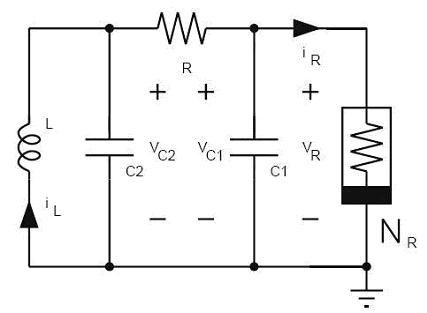 R
i R
L
+ + +
V C2
V C1
V R
C2
C1
i L
− − −
N R